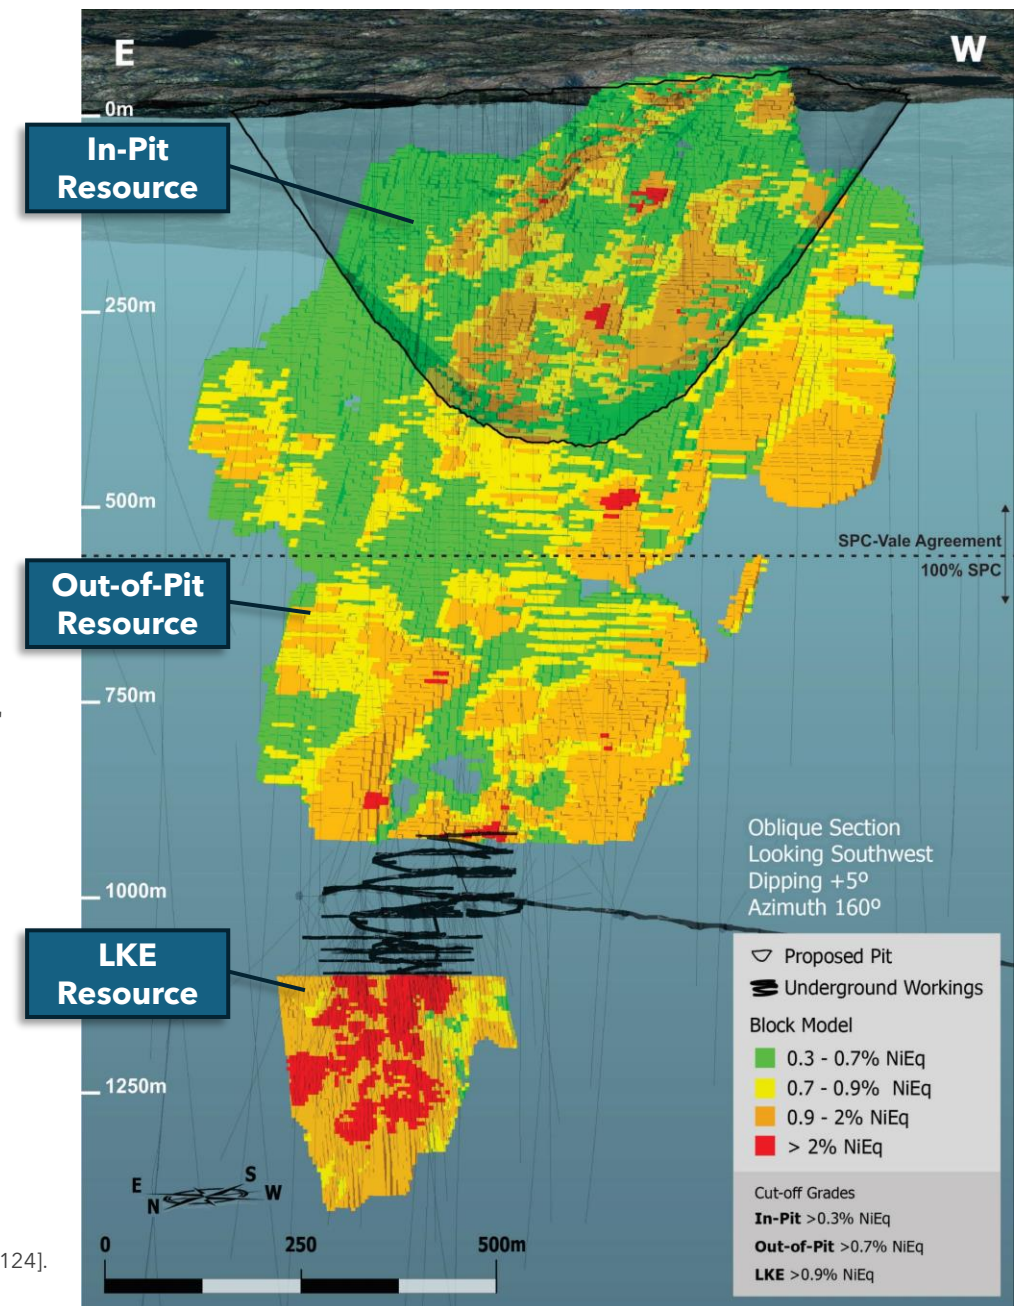 E
W
0m
In-Pit
Resource
250m
500m
SPC-Vale Agreement
100% SPC
Out-of-Pit
Resource
750m
Oblique Section
Looking Southwest
Dipping +5º
Azimuth 160º
1000m
LKE
Resource
Proposed Pit
Underground Workings
Block Model
0.3 - 0.7% NiEq
0.7 - 0.9% NiEq
0.9 - 2% NiEq
> 2% NiEq
1250m
E
S
N
W
Cut-off Grades
In-Pit >0.3% NiEq
Out-of-Pit >0.7% NiEq
LKE >0.9% NiEq
0
250
500m
124].